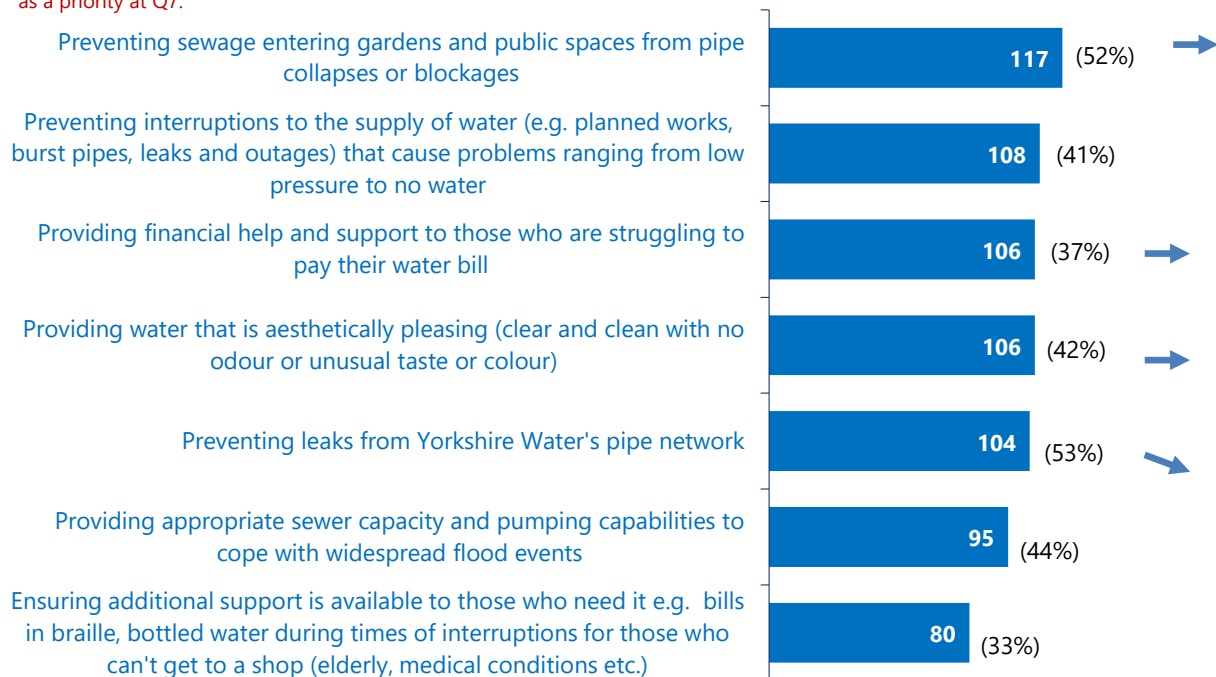 as a priority at Q7.
Preventing sewage entering gardens and public spaces from pipe
collapses or blockages
117 (52%)
Preventing interruptions to the supply of water (e.g. planned works,
burst pipes, leaks and outages) that cause problems ranging from low
pressure to no water
108 (41%)
Providing financial help and support to those who are struggling to
pay their water bill
106 (37%)
Providing water that is aesthetically pleasing (clear and clean with no
odour or unusual taste or colour)
106 (42%)
Preventing leaks from Yorkshire Water's pipe network
104 (53%)
Providing appropriate sewer capacity and pumping capabilities to
cope with widespread flood events
95 (44%)
Ensuring additional support is available to those who need it e.g. bills
in braille, bottled water during times of interruptions for those who
can't get to a shop (elderly, medical conditions etc.)
80 (33%)